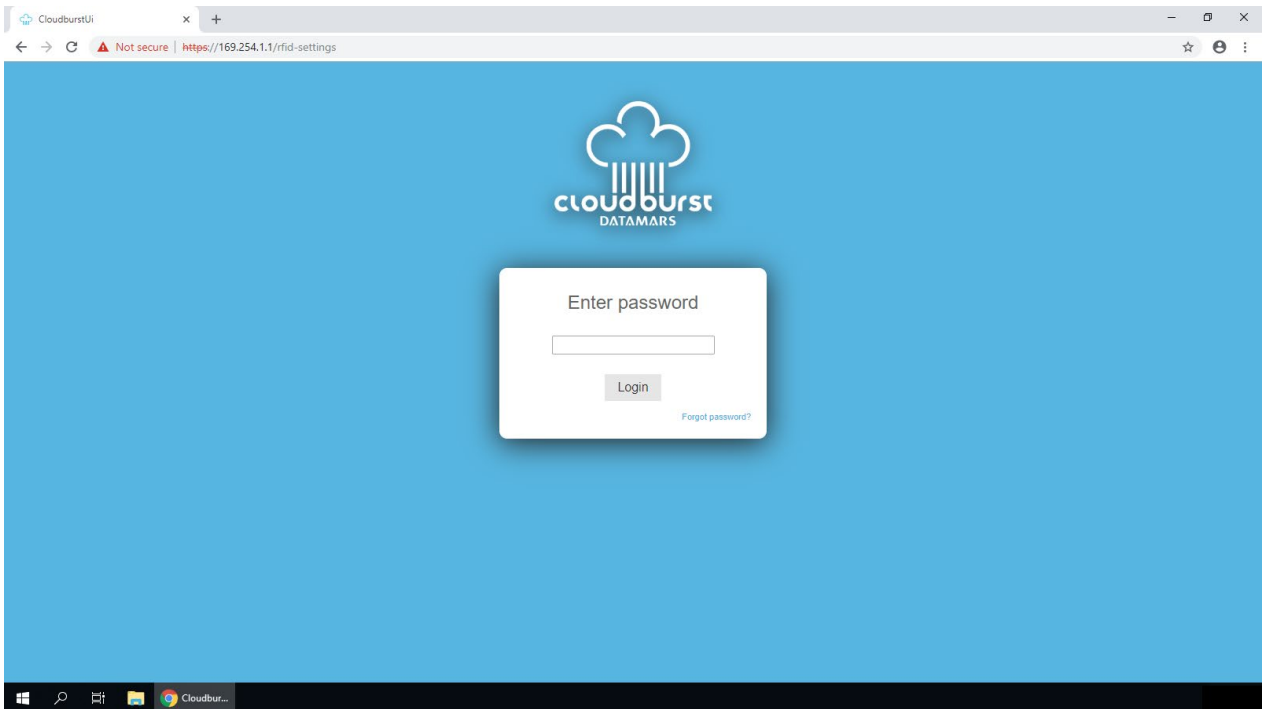 CloudburstUi
Not secure | https://169.254.1.1/rfid-settings
cloudburst
DATAMARS
Enter password
Login
Forgot password?
Cloudbur...